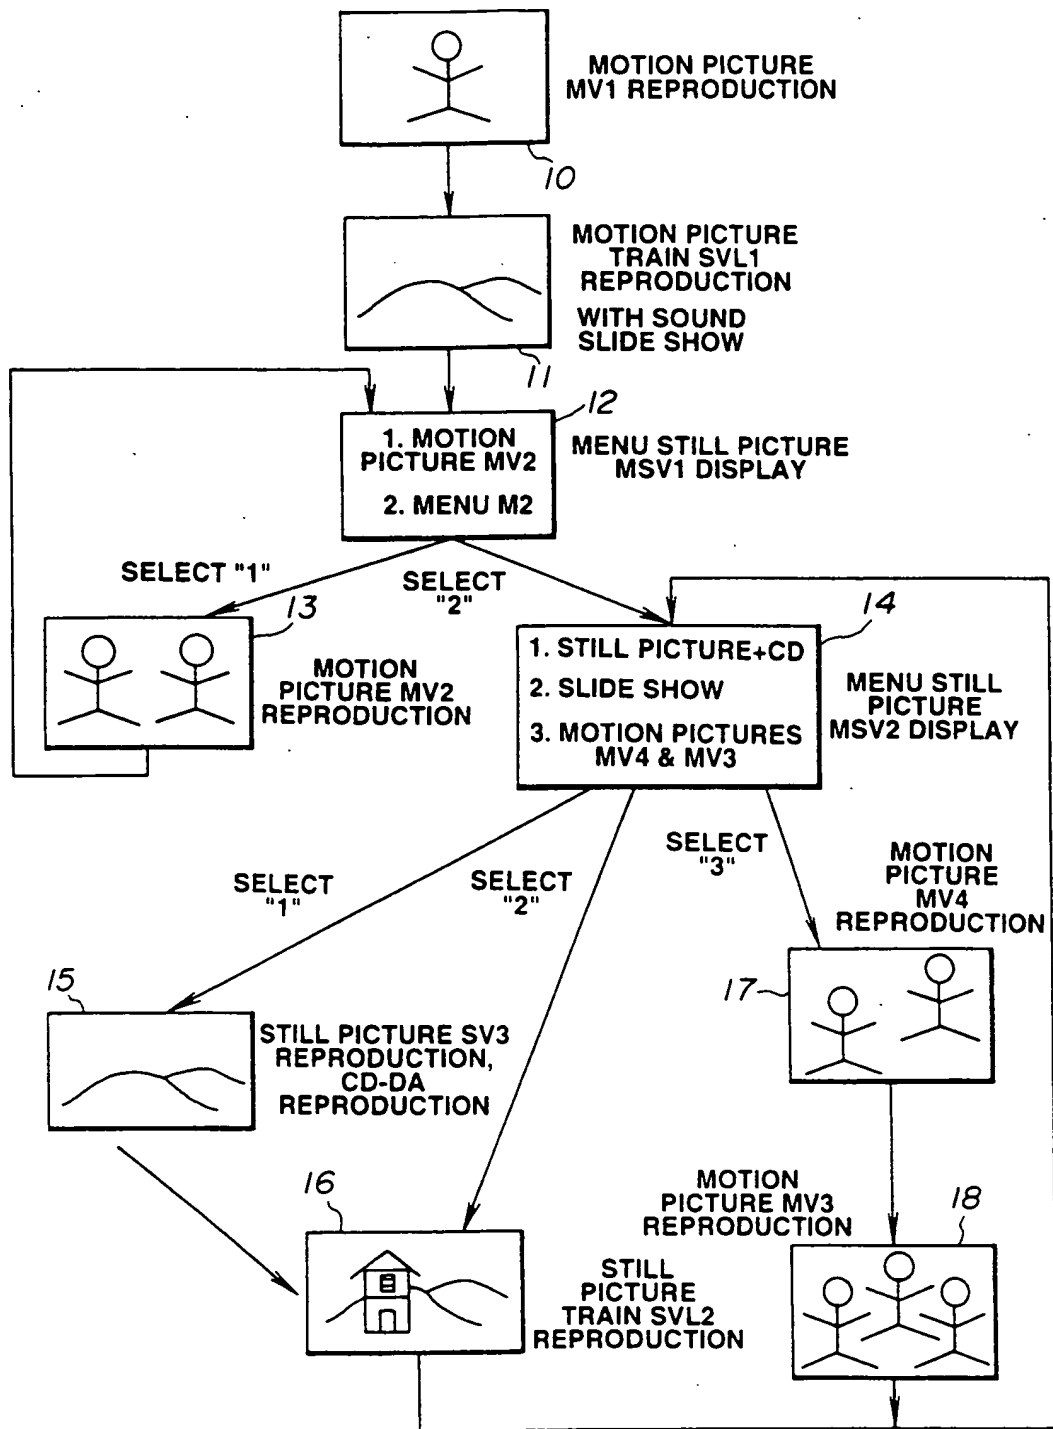 MOTION PICTURE
MV1 REPRODUCTION
10
MOTION PICTURE
TRAIN SVL1
REPRODUCTION
WITH SOUND
SLIDE SHOW
11
12
1. MOTION
PICTURE MV2
2. MENU M2
MENU STILL PICTURE
MSV1 DISPLAY
SELECT "1"
SELECT
"2"
13
MOTION
PICTURE MV2
REPRODUCTION
14
1. STILL PICTURE+CD
2. SLIDE SHOW
3. MOTION PICTURES
MV4 & MV3
MENU STILL
PICTURE
MSV2 DISPLAY
SELECT
"1"
SELECT
"2"
SELECT
"3"
MOTION
PICTURE
MV4
REPRODUCTION
15
STILL PICTURE SV3
REPRODUCTION,
CD-DA
REPRODUCTION
17
16
STILL
PICTURE
TRAIN SVL2
REPRODUCTION
MOTION
PICTURE MV3
REPRODUCTION
18